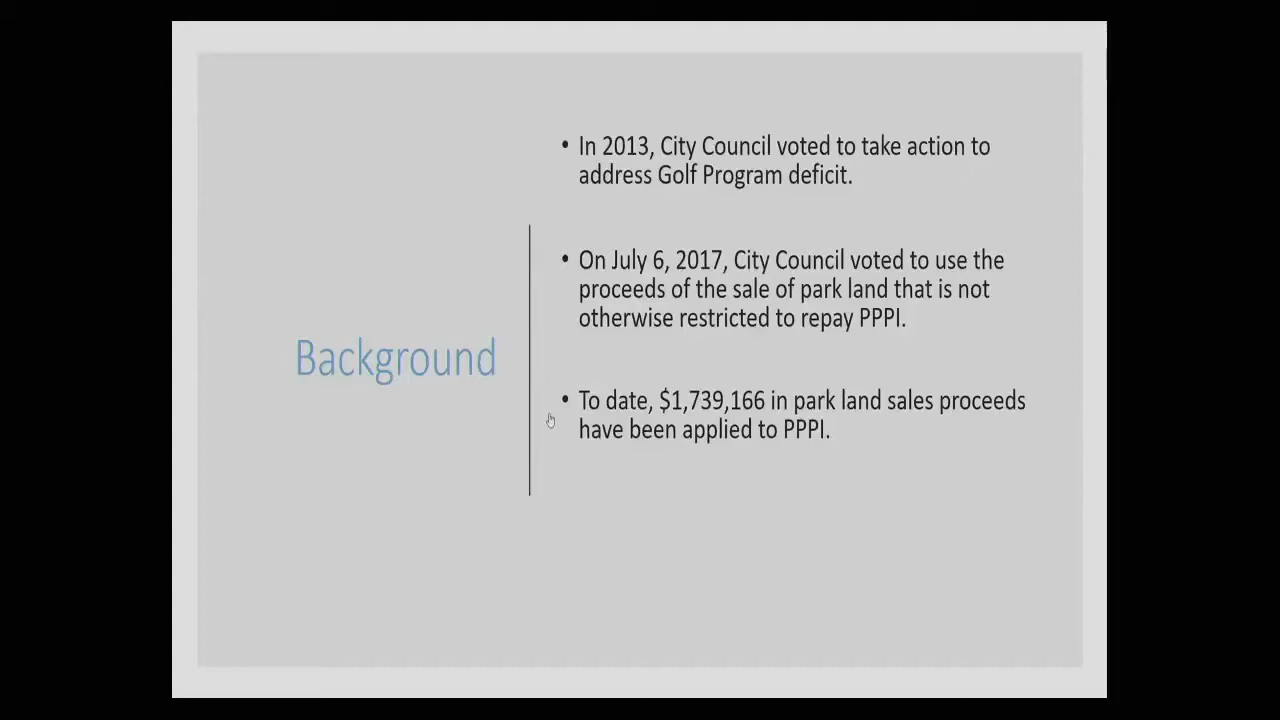 Background
• In 2013, City Council voted to take action to
address Golf Program deficit.
• On July 6, 2017, City Council voted to use the
proceeds of the sale of park land that is not
otherwise restricted to repay PPPI.
• To date, $1,739,166 in park land sales proceeds
have been applied to PPPI.